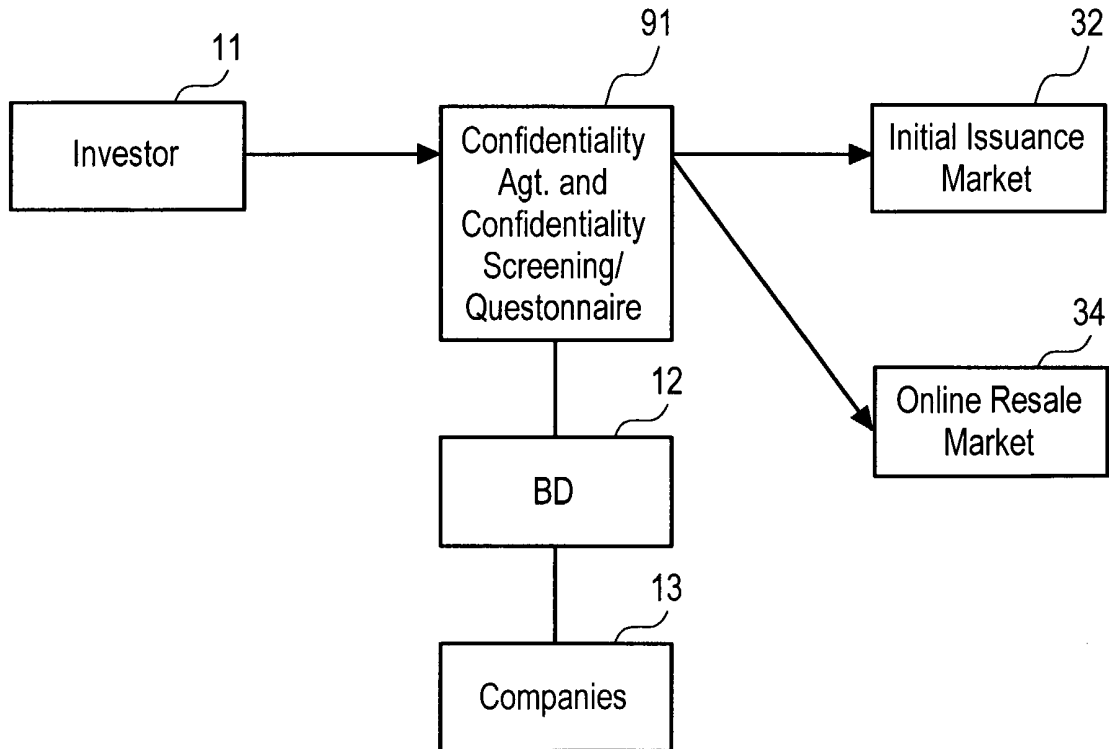 11
Investor
91
Confidentiality
Agt. and
Confidentiality
Screening/
Questonnaire
32
Initial Issuance
Market
34
Online Resale
Market
12
BD
13
Companies